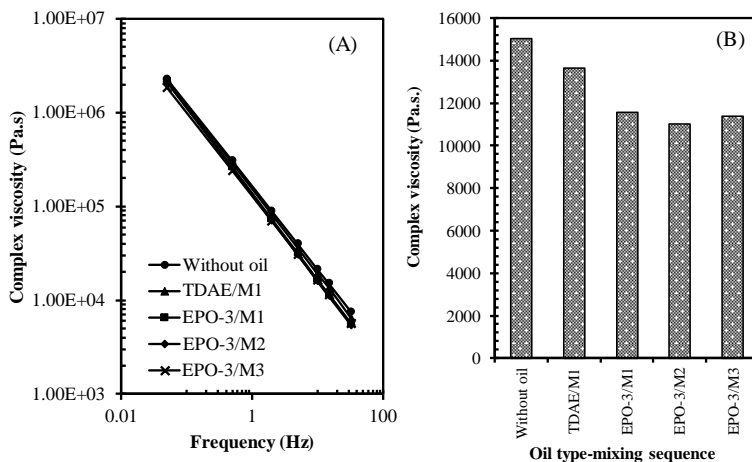 (A)
Complex viscosity (Pa.s)
1.00E+07
1.00E+06
1.00E+05
1.00E+04
1.00E+03
Without oil
TDAE/M1
EPO-3/M1
EPO-3/M2
EPO-3/M3
0.01
1
100
Frequency (Hz)
(B)
Complex viscosity (Pa.s.)
16000
14000
12000
10000
8000
6000
4000
2000
0
Without oil
TDAE/M1
EPO-3/M1
EPO-3/M2
EPO-3/M3
Oil type-mixing sequence